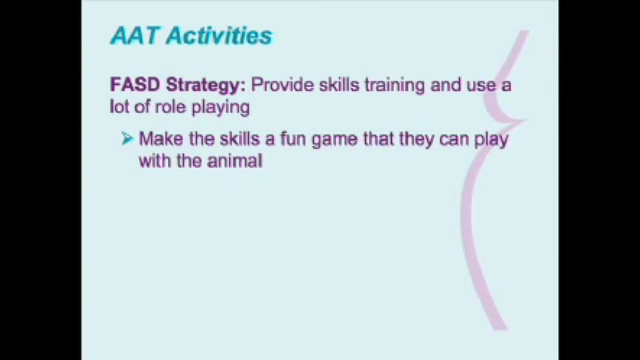 AAT Activities
FASD Strategy: Provide skills training and use a
lot of role playing
➢ Make the skills a fun game that they can play
with the animal